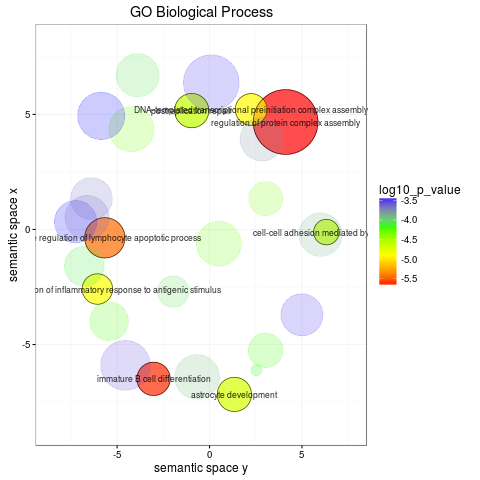 GO Biological Process
DNA-templated transcriptional preinitiation complex assembly
regulation of protein complex assembly
cell-cell adhesion mediated by
e regulation of lymphocyte apoptotic process
on of inflammatory response to antigenic stimulus
immature B cell differentiation
astrocyte development
5
0
-5
-5
0
5
semantic space x
semantic space y
log10_p_value
-3.5
-4.0
-4.5
-5.0
-5.5